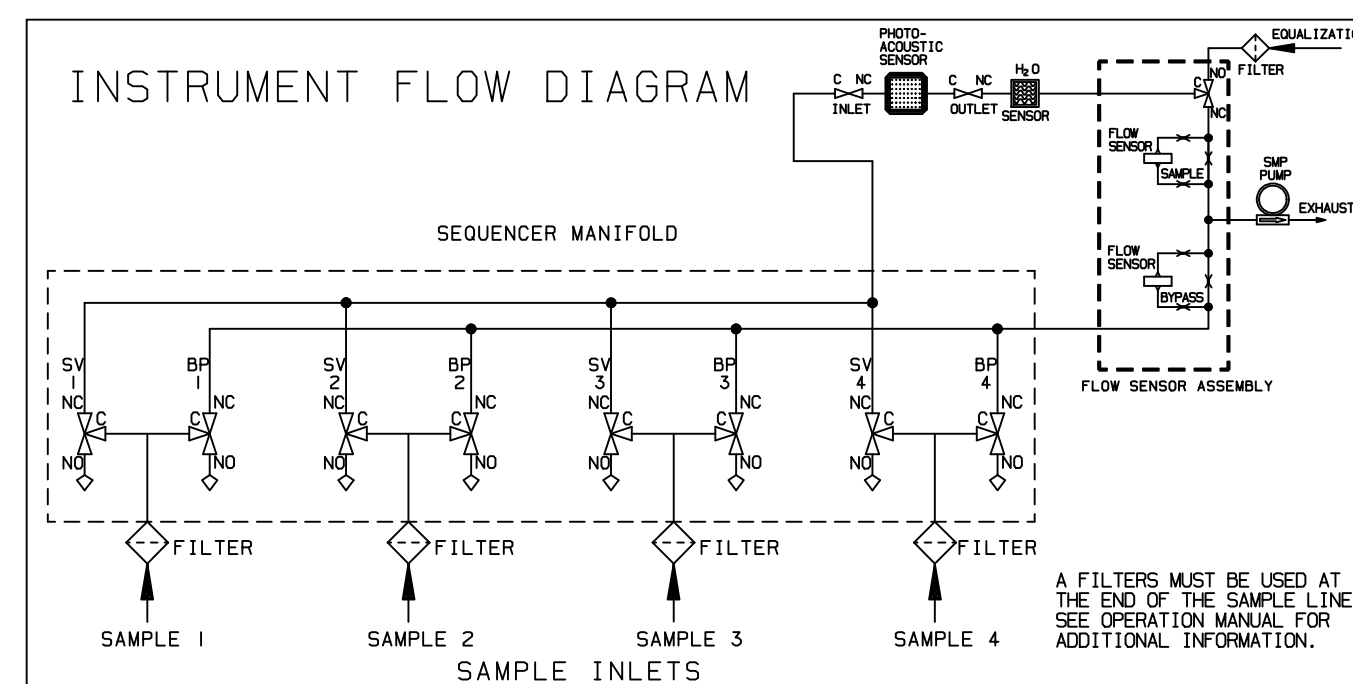 INSTRUMENT FLOW DIAGRAM
PHOTO-
ACOUSTIC
SENSOR
C NC
INLET
C NC
OUTLET
H2O
SENSOR
EQUALIZATIO
FILTER
NO
C
NC
FLOW
SENSOR
SAMPLE
SMP
PUMP
EXHAUST
FLOW
SENSOR
BYPASS
FLOW SENSOR ASSEMBLY
SEQUENCER MANIFOLD
SV
1
NC
C
NO
BP
1
NC
C
NO
SV
2
NC
C
NO
BP
2
NC
C
NO
SV
3
NC
C
NO
BP
3
NC
C
NO
SV
4
NC
C
NO
BP
4
NC
C
NO
FILTER
FILTER
FILTER
FILTER
SAMPLE 1
SAMPLE 2
SAMPLE 3
SAMPLE 4
SAMPLE INLETS
A FILTERS MUST BE USED AT
THE END OF THE SAMPLE LINE
SEE OPERATION MANUAL FOR
ADDITIONAL INFORMATION.